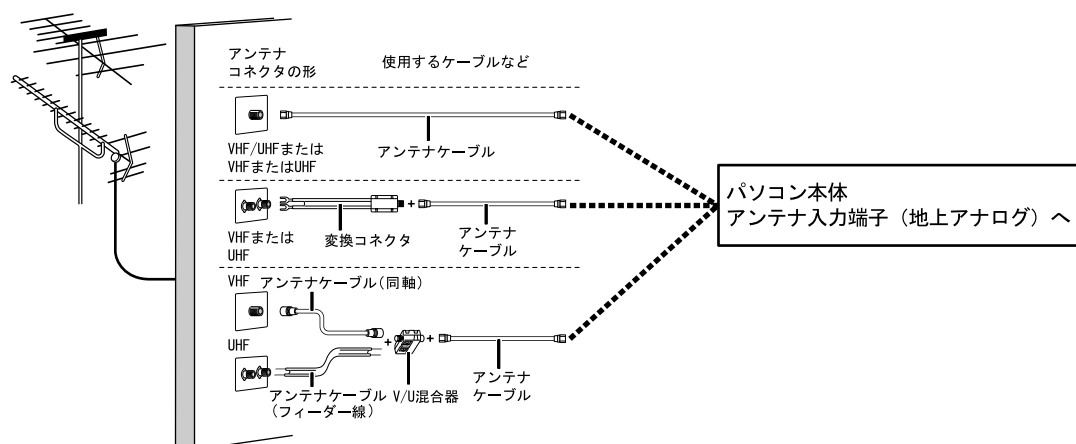 アンテナ
コネクタの形
使用するケーブルなど
VHF/UHFまたは
VHFまたはUHF
アンテナケーブル
VHFまたは
UHF
変換コネクタ
+
アンテナ
ケーブル
VHF
アンテナケーブル(同軸)
UHF
アンテナケーブル
(フィーダー線)
+
V/U混合器
+
アンテナ
ケーブル
パソコン本体
アンテナ入力端子（地上アナログ）へ